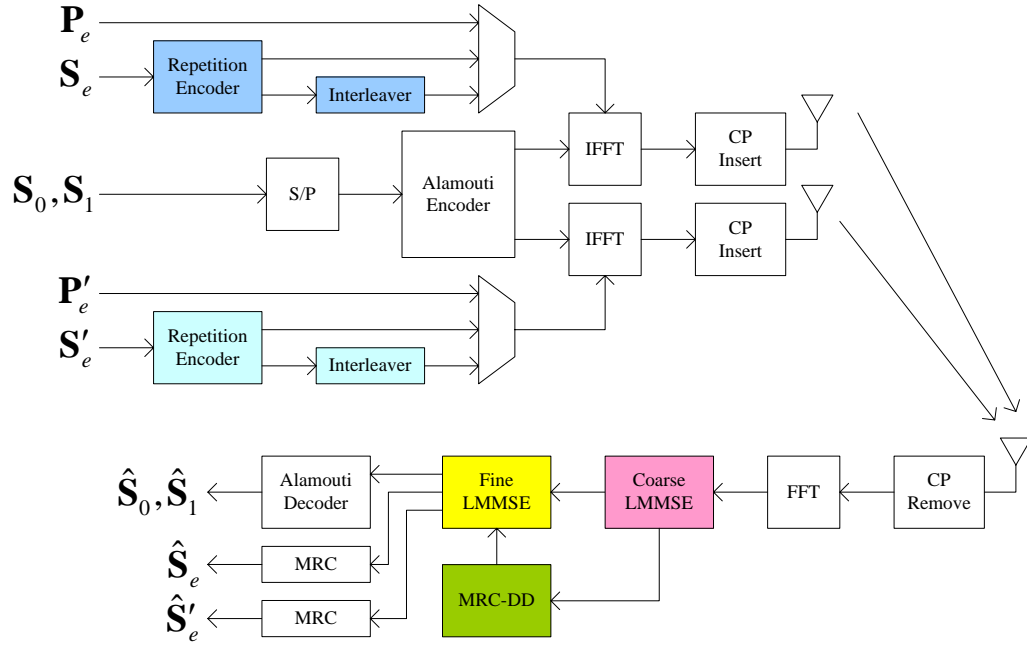 P_e
S_e
Repetition
Encoder
Interleaver
IFFT
CP
Insert
S_0, S_1
S/P
Alamouti
Encoder
IFFT
CP
Insert
P'_e
S'_e
Repetition
Encoder
Interleaver
Ŝ_0, Ŝ_1
Alamouti
Decoder
Fine
LMMSE
Coarse
LMMSE
FFT
CP
Remove
Ŝ_e
MRC
MRC-DD
Ŝ'_e
MRC